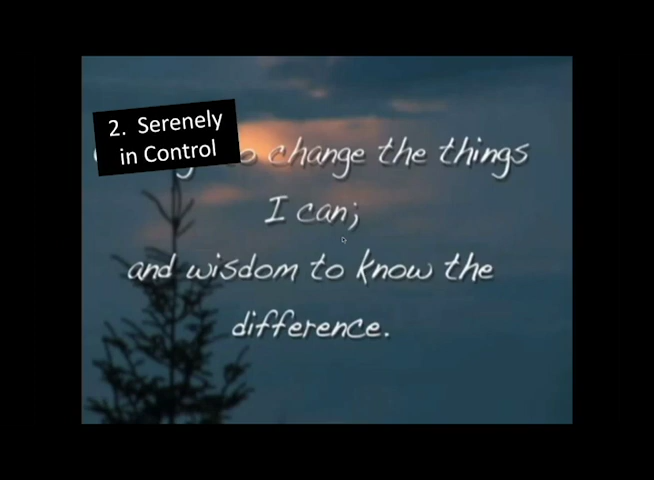 2. Serenely
in Control
change the things
I can;
and wisdom to know the
difference.